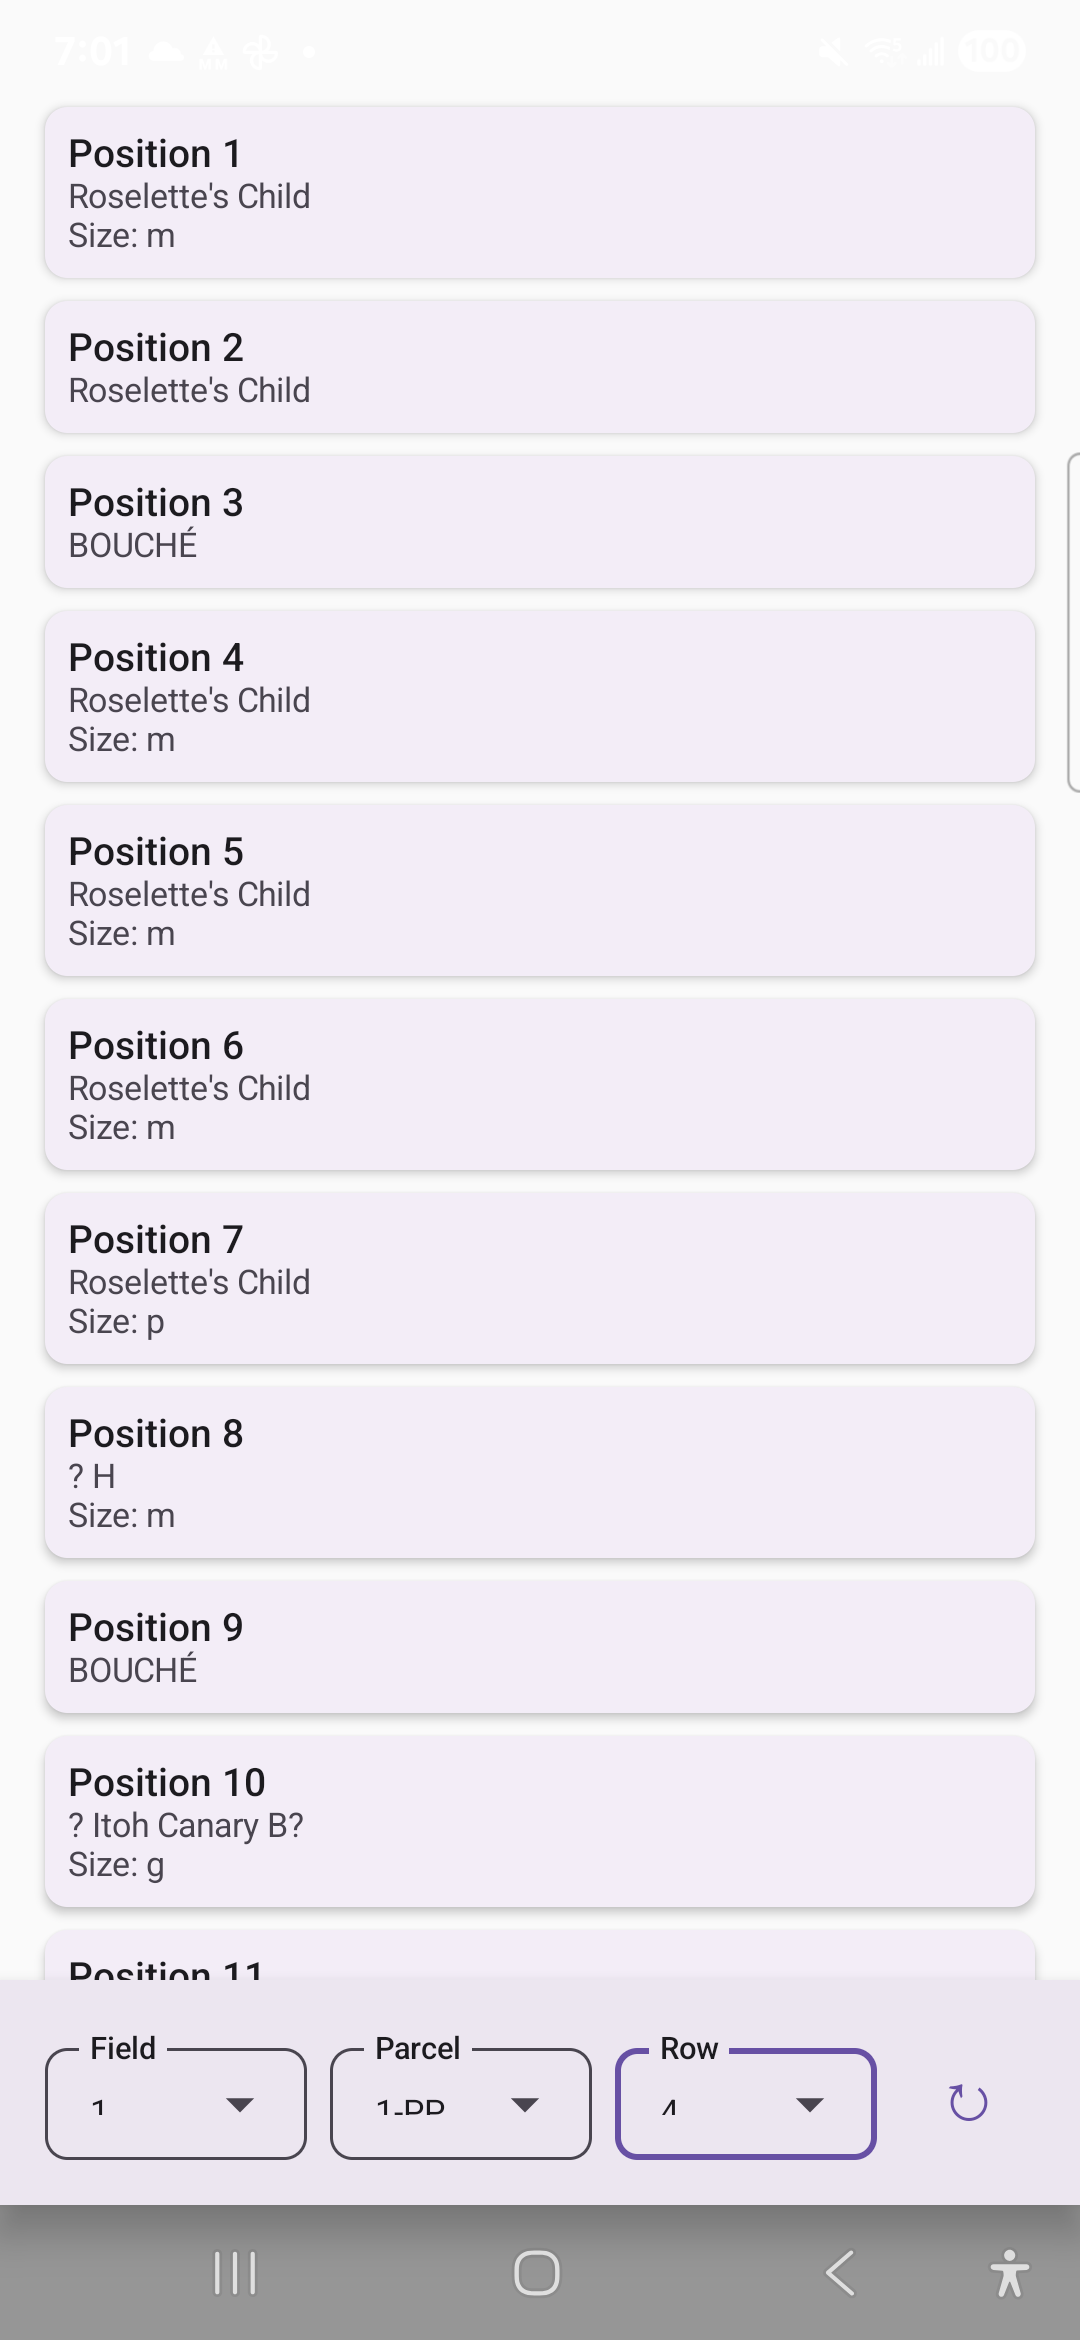 7:01
100
Position 1
Roselette's Child
Size: m
Position 2
Roselette's Child
Position 3
BOUCHÉ
Position 4
Roselette's Child
Size: m
Position 5
Roselette's Child
Size: m
Position 6
Roselette's Child
Size: m
Position 7
Roselette's Child
Size: p
Position 8
? H
Size: m
Position 9
BOUCHÉ
Position 10
? Itoh Canary B?
Size: g
Position 11
Field
Parcel
Row
1
4